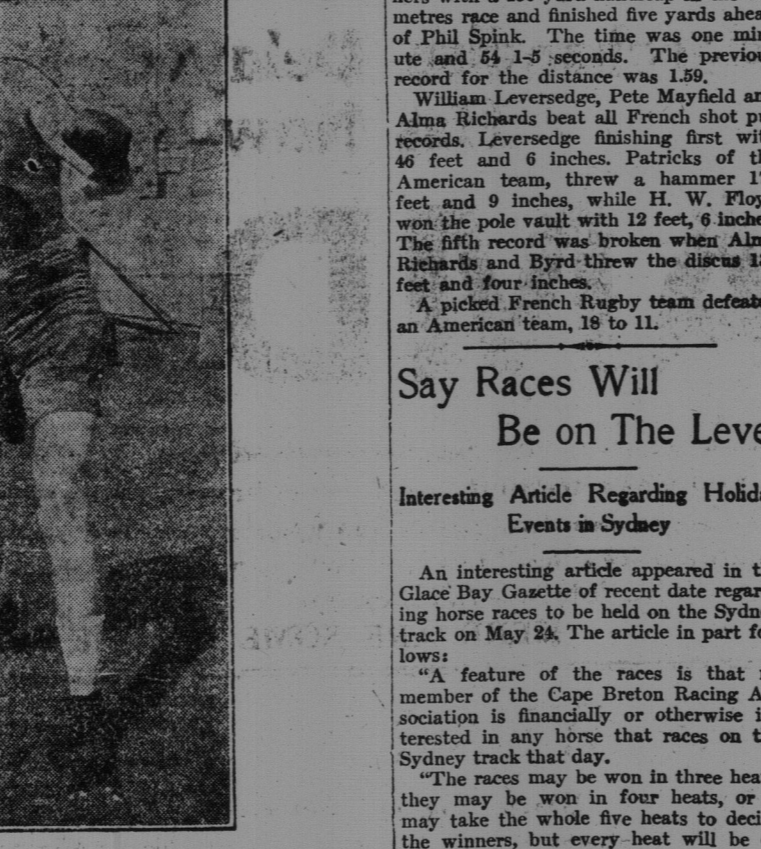 metres race and finished five yards ahea
of Phil Spink. The time was one min
ute and 54 1-5 seconds. The previou
record for the distance was 1.59.
William Leversedge, Pete Mayfield an
Alma Richards beat all French shot pu
records. Leversedge finishing first wit
46 feet and 6 inches. Patricks of th
American team, threw a hammer 1
feet and 9 inches, while H. W. Floy
won the pole vault with 12 feet, 6 inche
The fifth record was broken when Alm
Richards and Byrd threw the discus 1
feet and four inches.
A picked French Rugby team defeate
an American team, 18 to 11.
Say Races Will
Be on The Leve
Interesting Article Regarding Holida
Events in Sydney
An interesting article appeared in t
Glace Bay Gazette of recent date regar
ing horse races to be held on the Sydne
track on May 24. The article in part fo
lows:
"A feature of the races is that
member of the Cape Breton Racing A
sociation is financially or otherwise i
terested in any horse that races on t
Sydney track that day.
"The races may be won in three hea
they may be won in four heats, or
may take the whole five heats to deci
the winners, but every heat will be